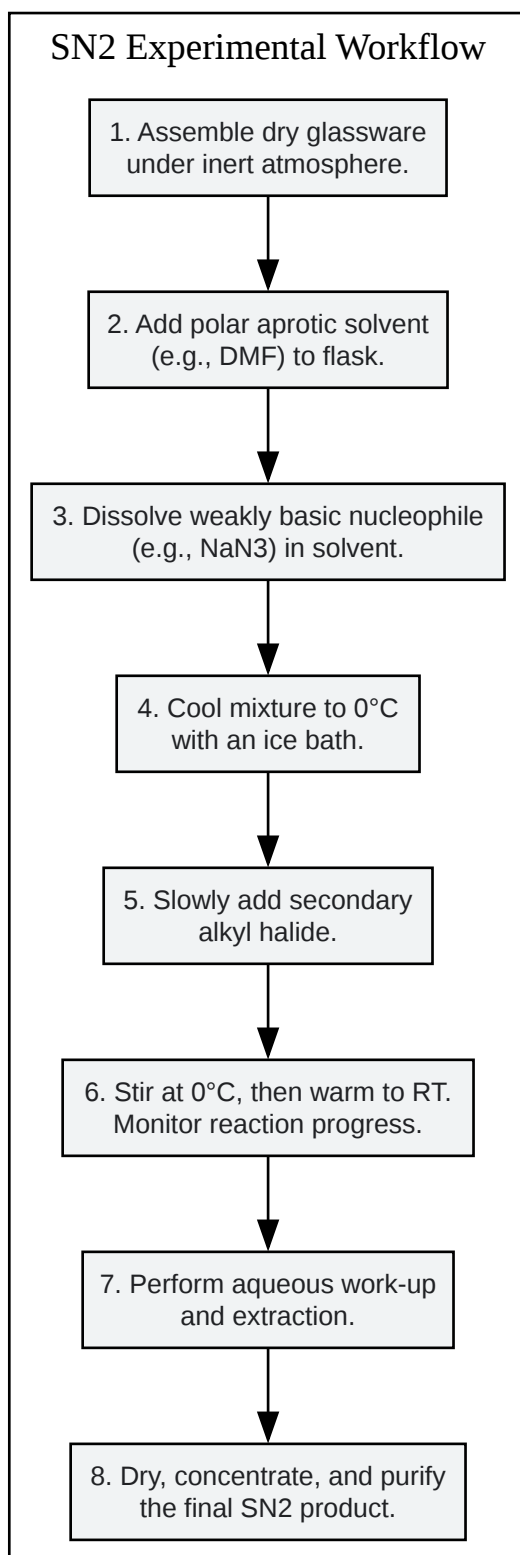 SN2 Experimental Workflow
1. Assemble dry glassware
under inert atmosphere.
2. Add polar aprotic solvent
(e.g., DMF) to flask.
3. Dissolve weakly basic nucleophile
(e.g., NaN3) in solvent.
4. Cool mixture to 0°C
with an ice bath.
5. Slowly add secondary
alkyl halide.
6. Stir at 0°C, then warm to RT.
Monitor reaction progress.
7. Perform aqueous work-up
and extraction.
8. Dry, concentrate, and purify
the final SN2 product.